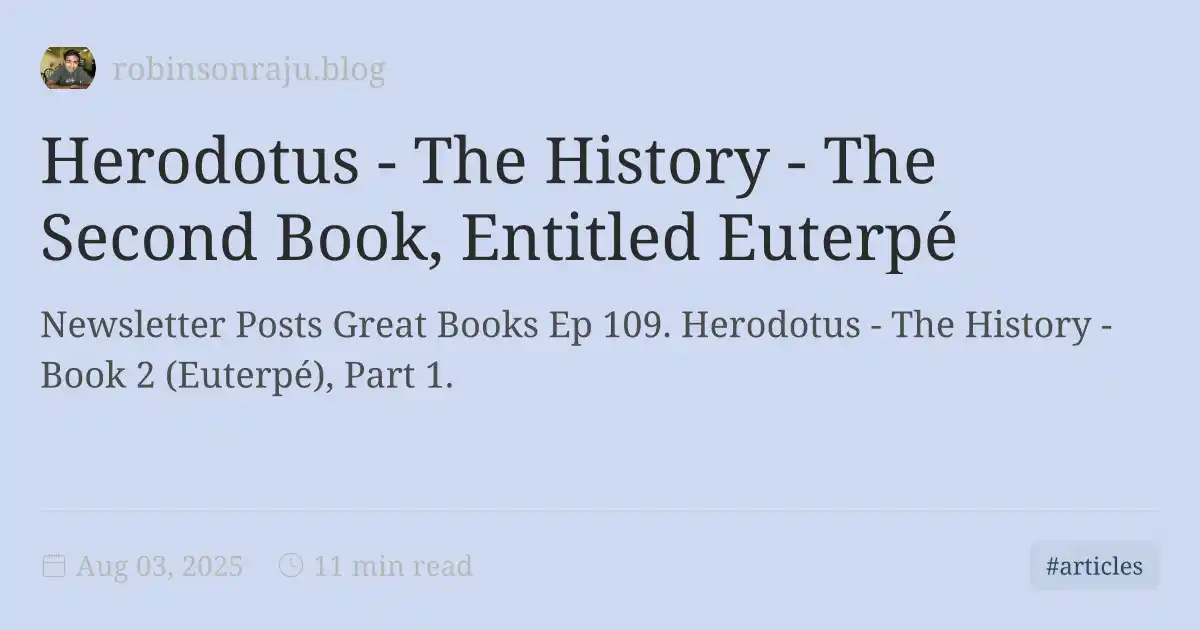 robinsonraju.blog
Herodotus - The History - The
Second Book, Entitled Euterpé
Newsletter Posts Great Books Ep 109. Herodotus - The History -
Book 2 (Euterpé), Part 1.
Aug 03, 2025 11 min read
#articles